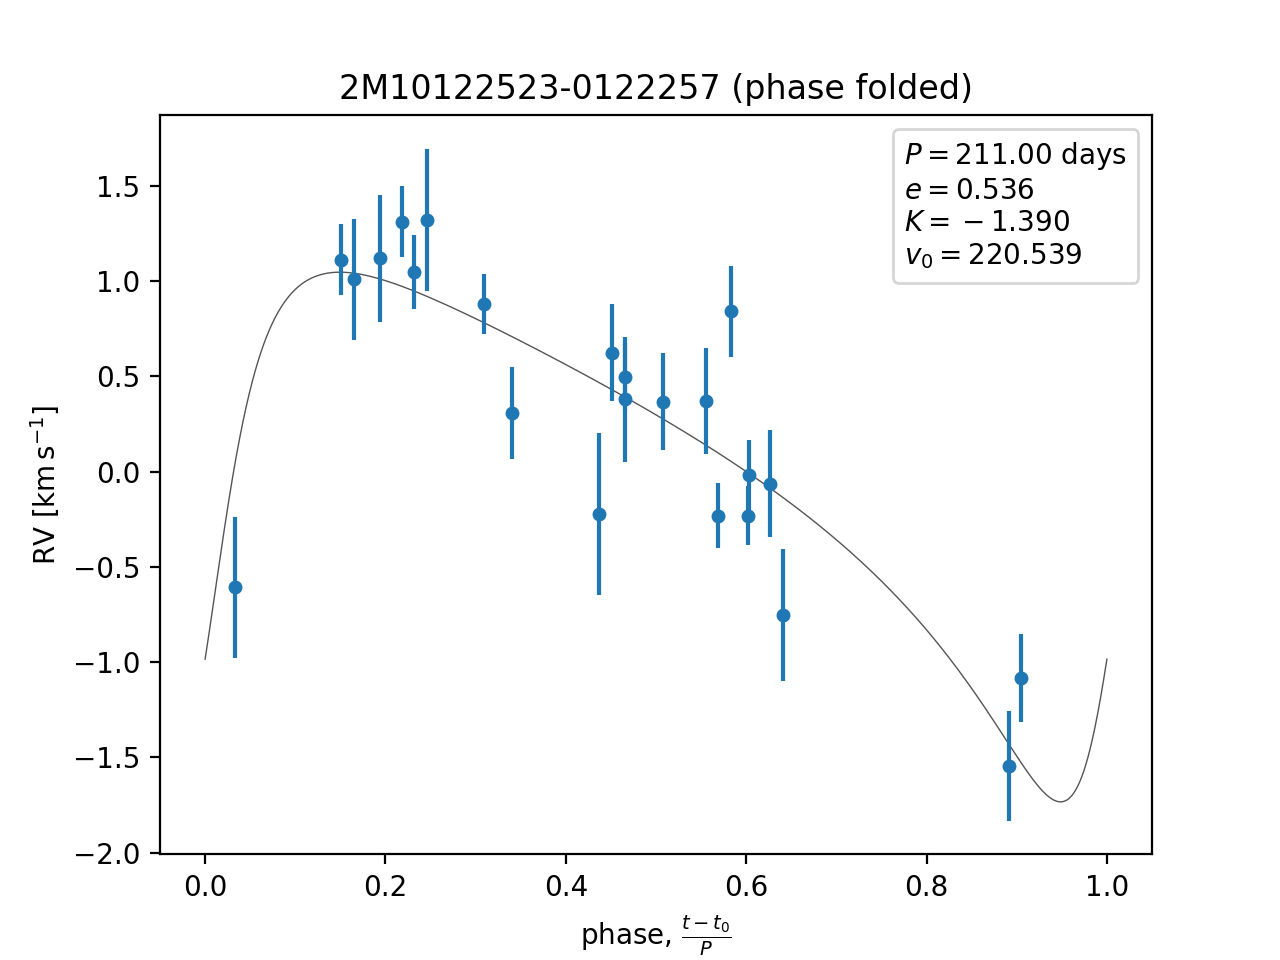 2M10122523-0122257 (phase folded)
P = 211.00 days
e = 0.536
K = −1.390
v₀ = 220.539
RV [km s⁻¹]
1.5
1.0
0.5
0.0
−0.5
−1.0
−1.5
−2.0
0.0 0.2 0.4 0.6 0.8 1.0
phase, (t − t₀)/P